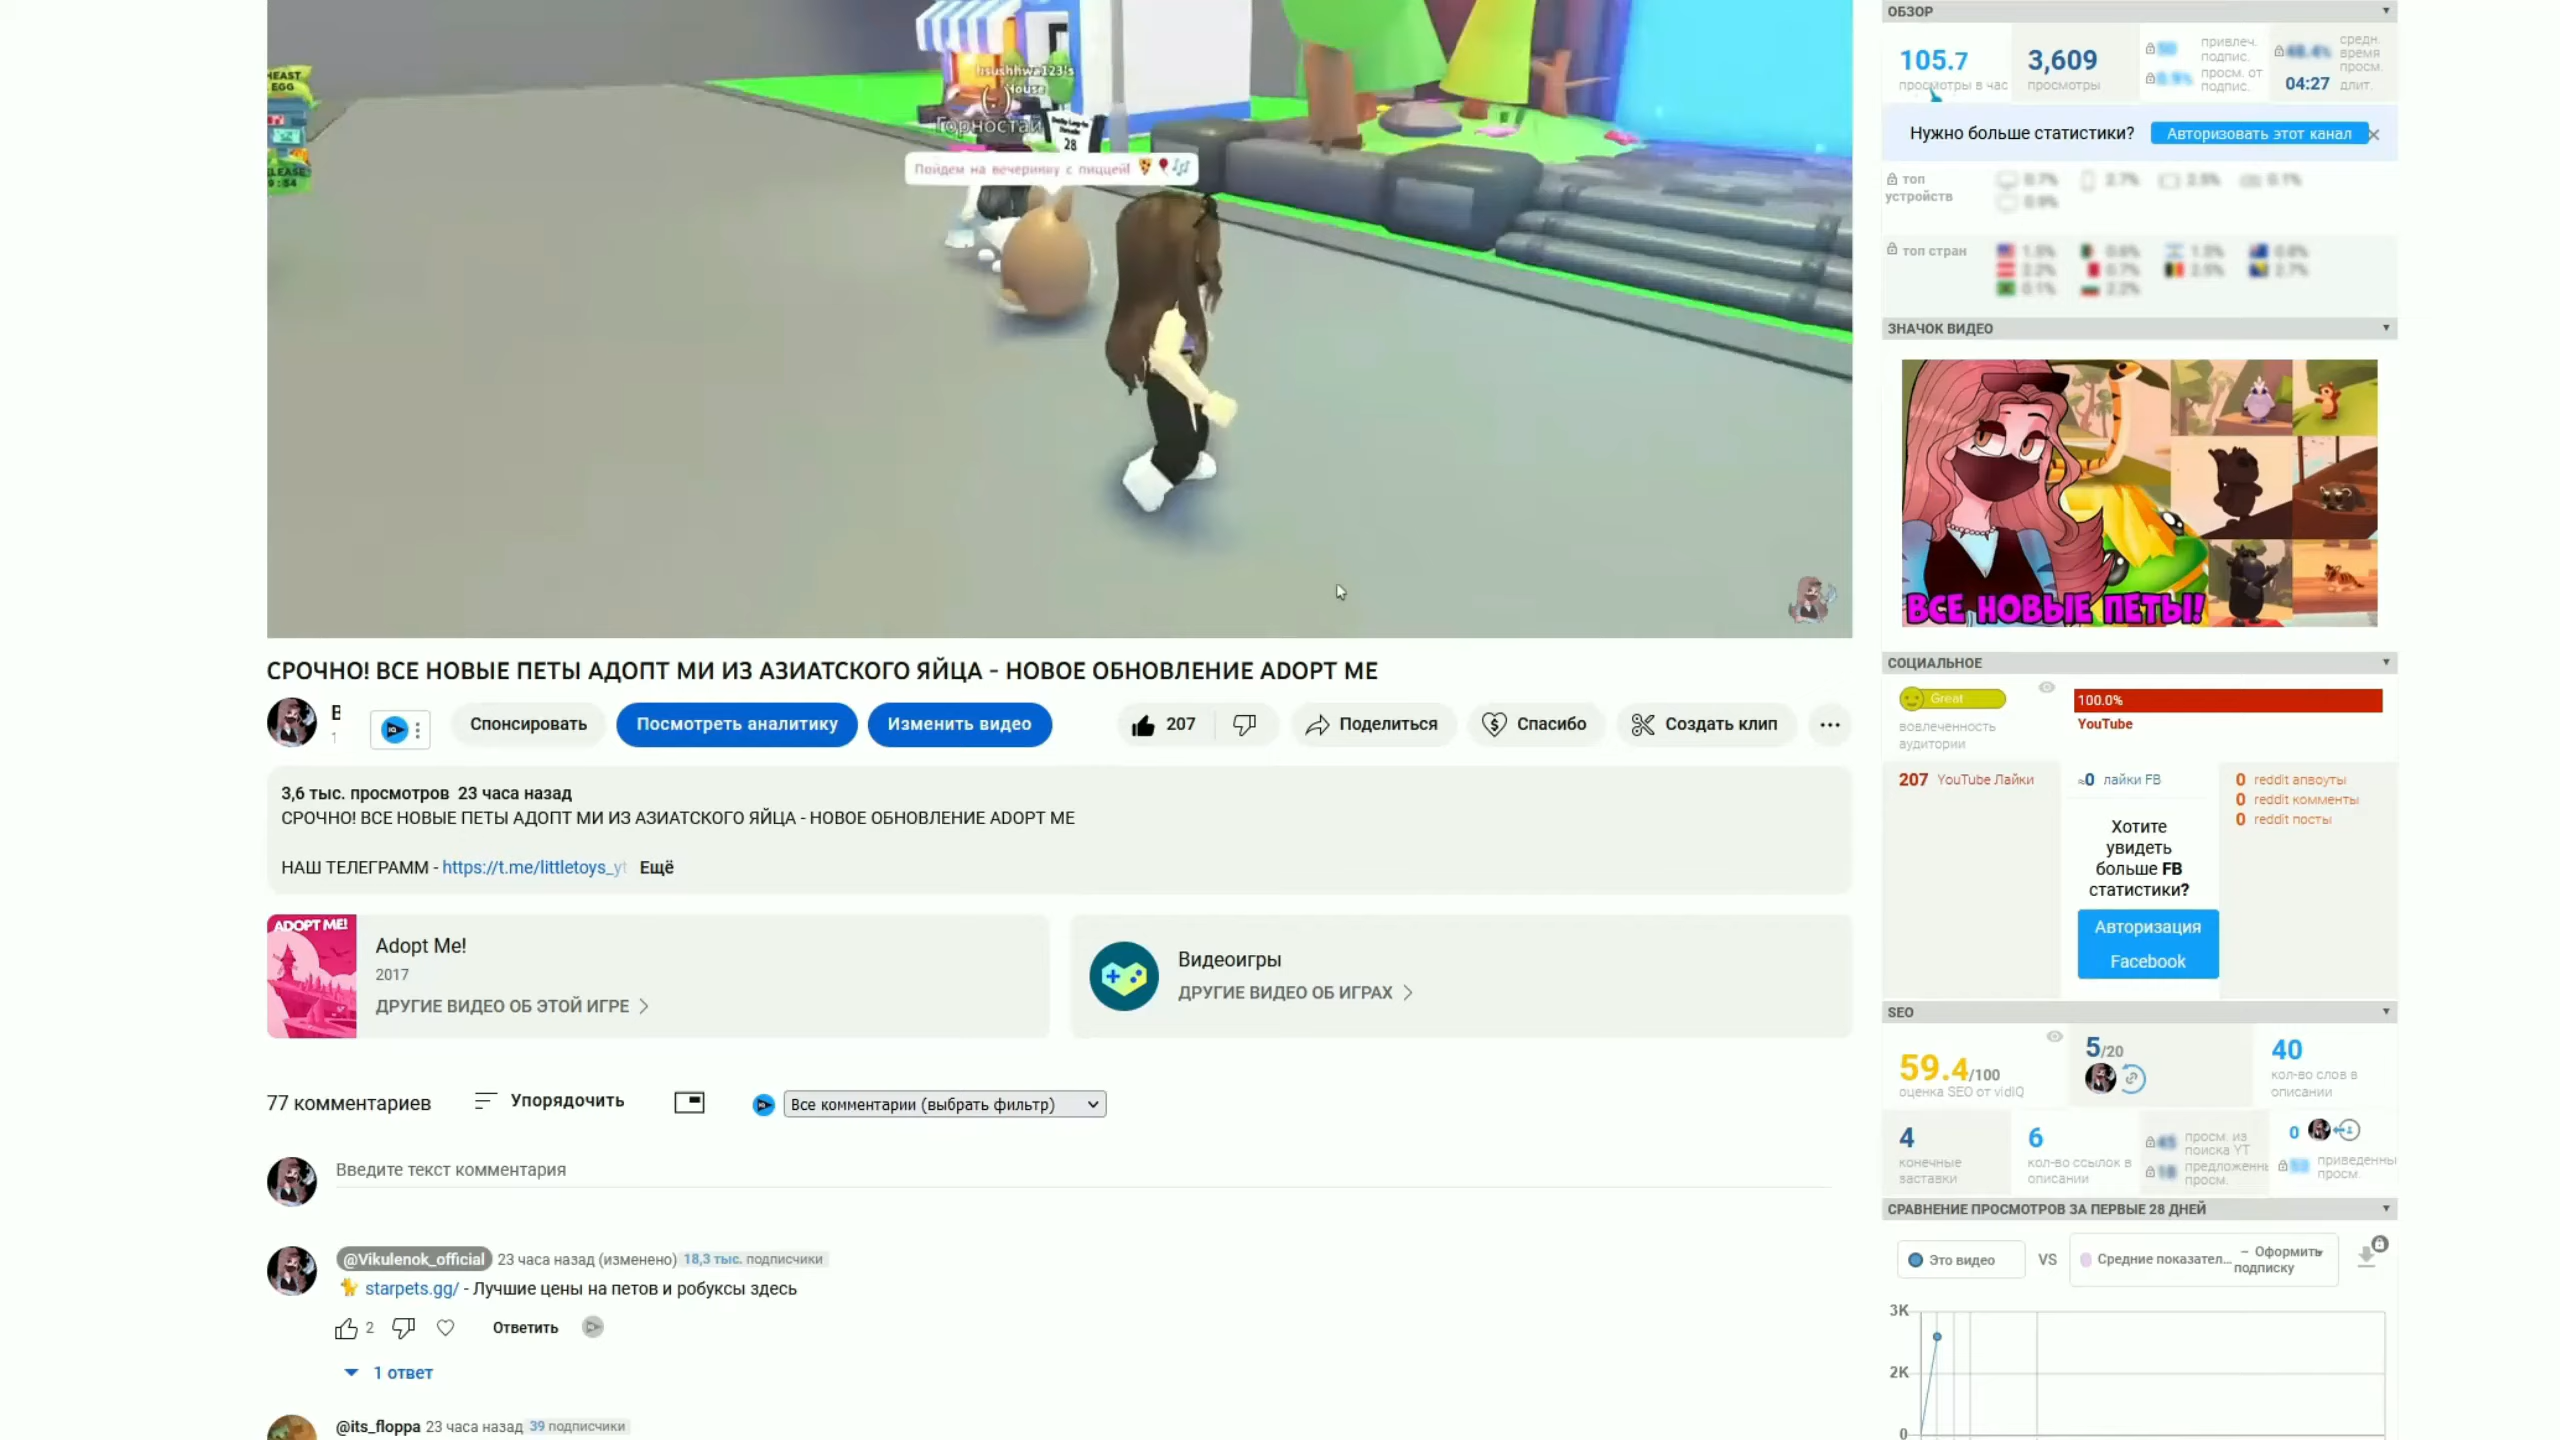 HEAST
EGG
9:54
hsushhwa123's
House
Горностай
28
Пойдем на вечеринку с пиццей!
СРОЧНО! ВСЕ НОВЫЕ ПЕТЫ АДОПТ МИ ИЗ АЗИАТСКОГО ЯЙЦА - НОВОЕ ОБНОВЛЕНИЕ ADOPT ME
Спонсировать
Посмотреть аналитику
Изменить видео
207
Поделиться
Спасибо
Создать клип
3,6 тыс. просмотров 23 часа назад
СРОЧНО! ВСЕ НОВЫЕ ПЕТЫ АДОПТ МИ ИЗ АЗИАТСКОГО ЯЙЦА - НОВОЕ ОБНОВЛЕНИЕ ADOPT ME
НАШ ТЕЛЕГРАММ - https://t.me/littletoys_yt Ещё
ADOPT ME!
Adopt Me!
2017
ДРУГИЕ ВИДЕО ОБ ЭТОЙ ИГРЕ
Видеоигры
ДРУГИЕ ВИДЕО ОБ ИГРАХ
77 комментариев
Упорядочить
Все комментарии (выбрать фильтр)
Введите текст комментария
@Vikulenok_official 23 часа назад (изменено) 18,3 тыс. подписчики
starpets.gg/ - Лучшие цены на петов и робуксы здесь
2
Ответить
1 ответ
@its_floppa 23 часа назад 39 подписчики
ОБЗОР
105.7
просмотры в час
3,609
просмотры
привлеч.
подпис.
просм. от
подпис.
средн.
время
просм.
04:27
длит.
Нужно больше статистики?
Авторизовать этот канал
топ
устройств
топ стран
ЗНАЧОК ВИДЕО
ВСЕ НОВЫЕ ПЕТЫ!
СОЦИАЛЬНОЕ
Great
вовлеченность
аудитории
100.0%
YouTube
207 YouTube Лайки
≈0 лайки FB
0 reddit апвоуты
0 reddit комменты
0 reddit посты
Хотите
увидеть
больше FB
статистики?
Авторизация
Facebook
SEO
59.4/100
оценка SEO от vidIQ
5/20
40
кол-во слов в
описании
4
конечные
заставки
6
кол-во ссылок в
описании
просм. из
поиска YT
предложенн
просм.
0
приведенны
просм.
СРАВНЕНИЕ ПРОСМОТРОВ ЗА ПЕРВЫЕ 28 ДНЕЙ
Это видео
VS
Средние показател...
– Оформить
подписку
3K
2K
0